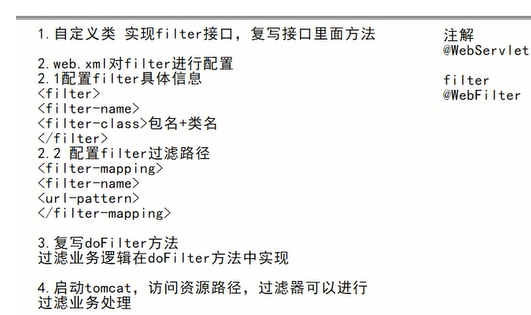 1.自定义类 实现filter接口，复写接口里面方法
2.web.xml对filter进行配置
2.1配置filter具体信息
<filter>
<filter-name>
<filter-class>包名+类名
</filter>
2.2 配置filter过滤路径
<filter-mapping>
<filter-name>
<url-pattern>
</filter-mapping>
3.复写doFilter方法
过滤业务逻辑在doFilter方法中实现
4.启动tomcat，访问资源路径，过滤器可以进行
过滤业务处理
注解
@WebServlet
filter
@WebFilter